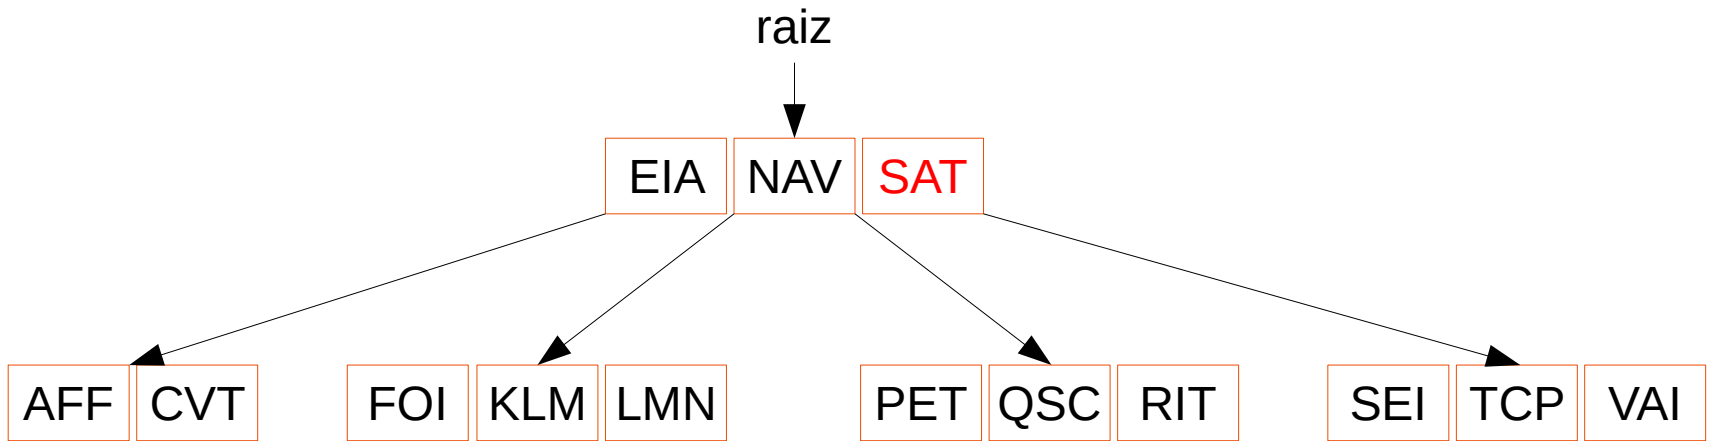 raiz
EIA NAV SAT
AFF CVT FOI KLM LMN PET QSC RIT SEI TCP VAI